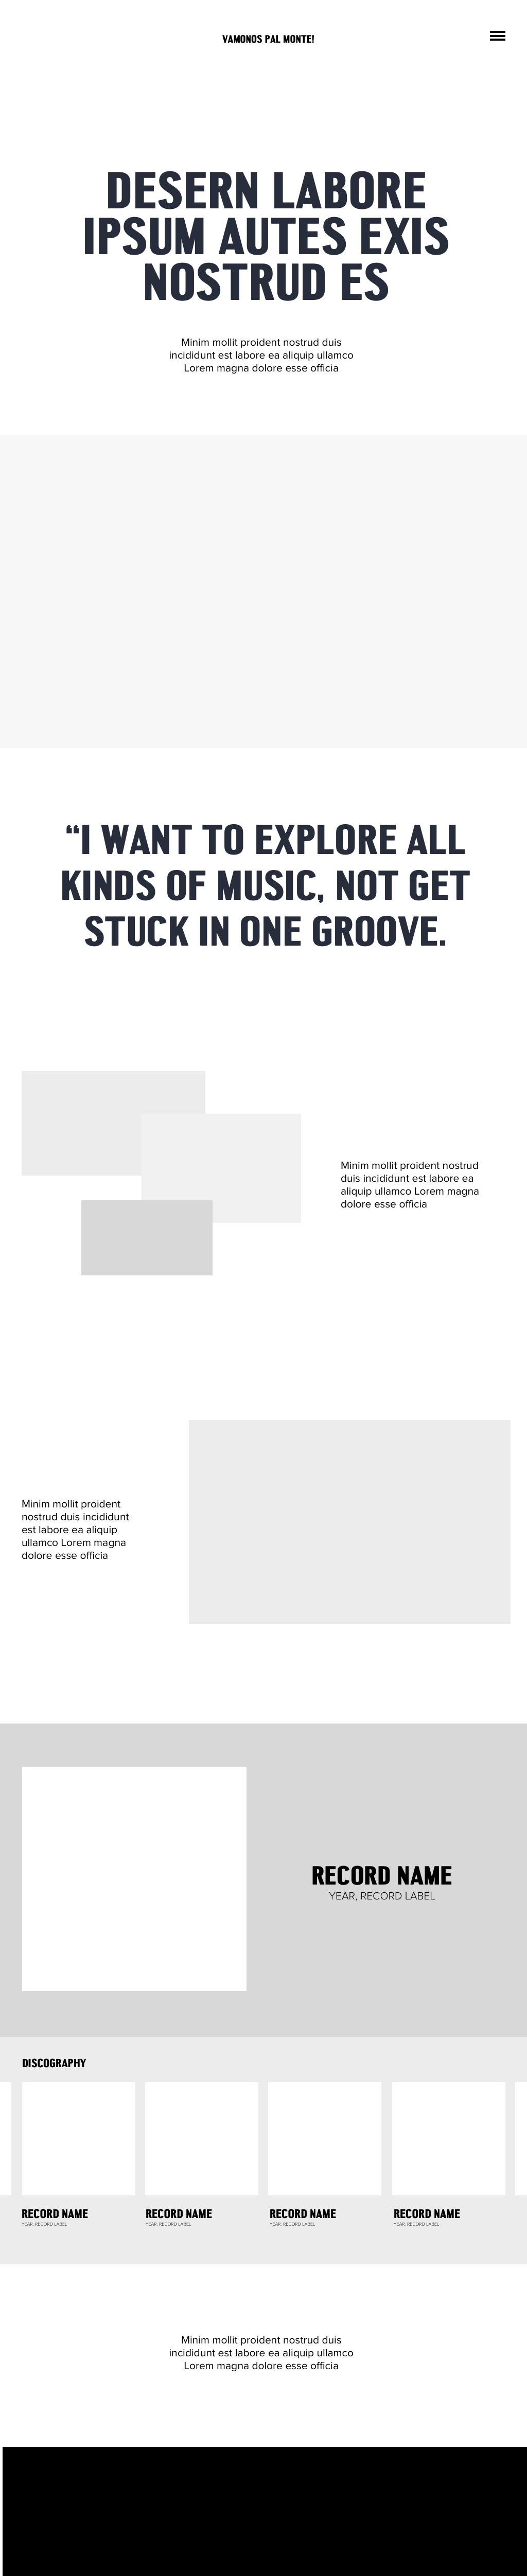 VAMONOS PAL MONTE!
DESERN LABORE
IPSUM AUTES EXIS
NOSTRUD ES
Minim mollit proident nostrud duis
incididunt est labore ea aliquip ullamco
Lorem magna dolore esse officia
“I WANT TO EXPLORE ALL
KINDS OF MUSIC, NOT GET
STUCK IN ONE GROOVE.
Minim mollit proident nostrud
duis incididunt est labore ea
aliquip ullamco Lorem magna
dolore esse officia
Minim mollit proident
nostrud duis incididunt
est labore ea aliquip
ullamco Lorem magna
dolore esse officia
RECORD NAME
YEAR, RECORD LABEL
DISCOGRAPHY
RECORD NAME
YEAR, RECORD LABEL
RECORD NAME
YEAR, RECORD LABEL
RECORD NAME
YEAR, RECORD LABEL
RECORD NAME
YEAR, RECORD LABEL
Minim mollit proident nostrud duis
incididunt est labore ea aliquip ullamco
Lorem magna dolore esse officia